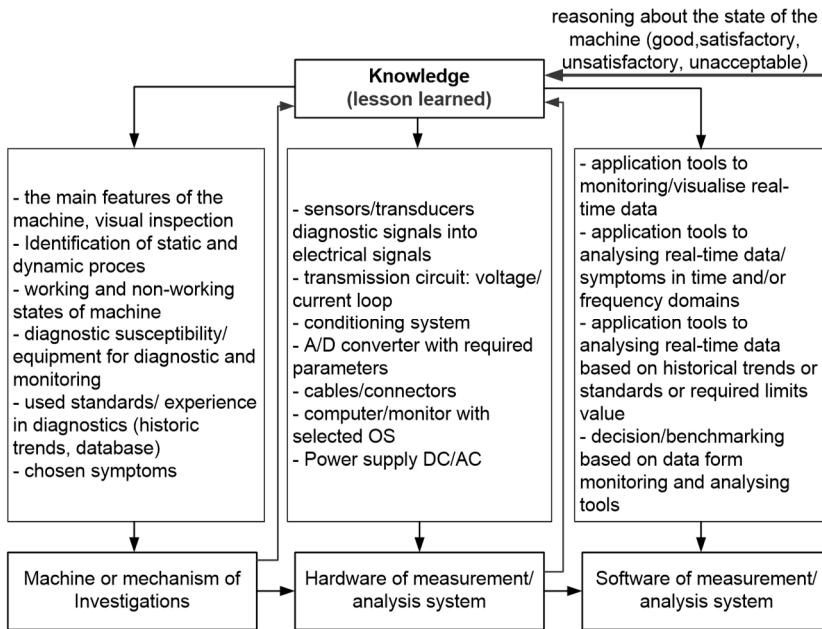 reasoning about the state of the
machine (good,satisfactory,
unsatisfactory, unacceptable)
Knowledge
(lesson learned)
- the main features of the
machine, visual inspection
- Identification of static and
dynamic proces
- working and non-working
states of machine
- diagnostic susceptibility/
equipment for diagnostic and
monitoring
- used standards/ experience
in diagnostics (historic
trends, database)
- chosen symptoms
- sensors/transducers
diagnostic signals into
electrical signals
- transmission circuit: voltage/
current loop
- conditioning system
- A/D converter with required
parameters
- cables/connectors
- computer/monitor with
selected OS
- Power supply DC/AC
- application tools to
monitoring/visualise real-
time data
- application tools to
analysing real-time data/
symptoms in time and/or
frequency domains
- application tools to
analysing real-time data
based on historical trends or
standards or required limits
value
- decision/benchmarking
based on data form
monitoring and analysing
tools
Machine or mechanism of
Investigations
Hardware of measurement/
analysis system
Software of measurement/
analysis system